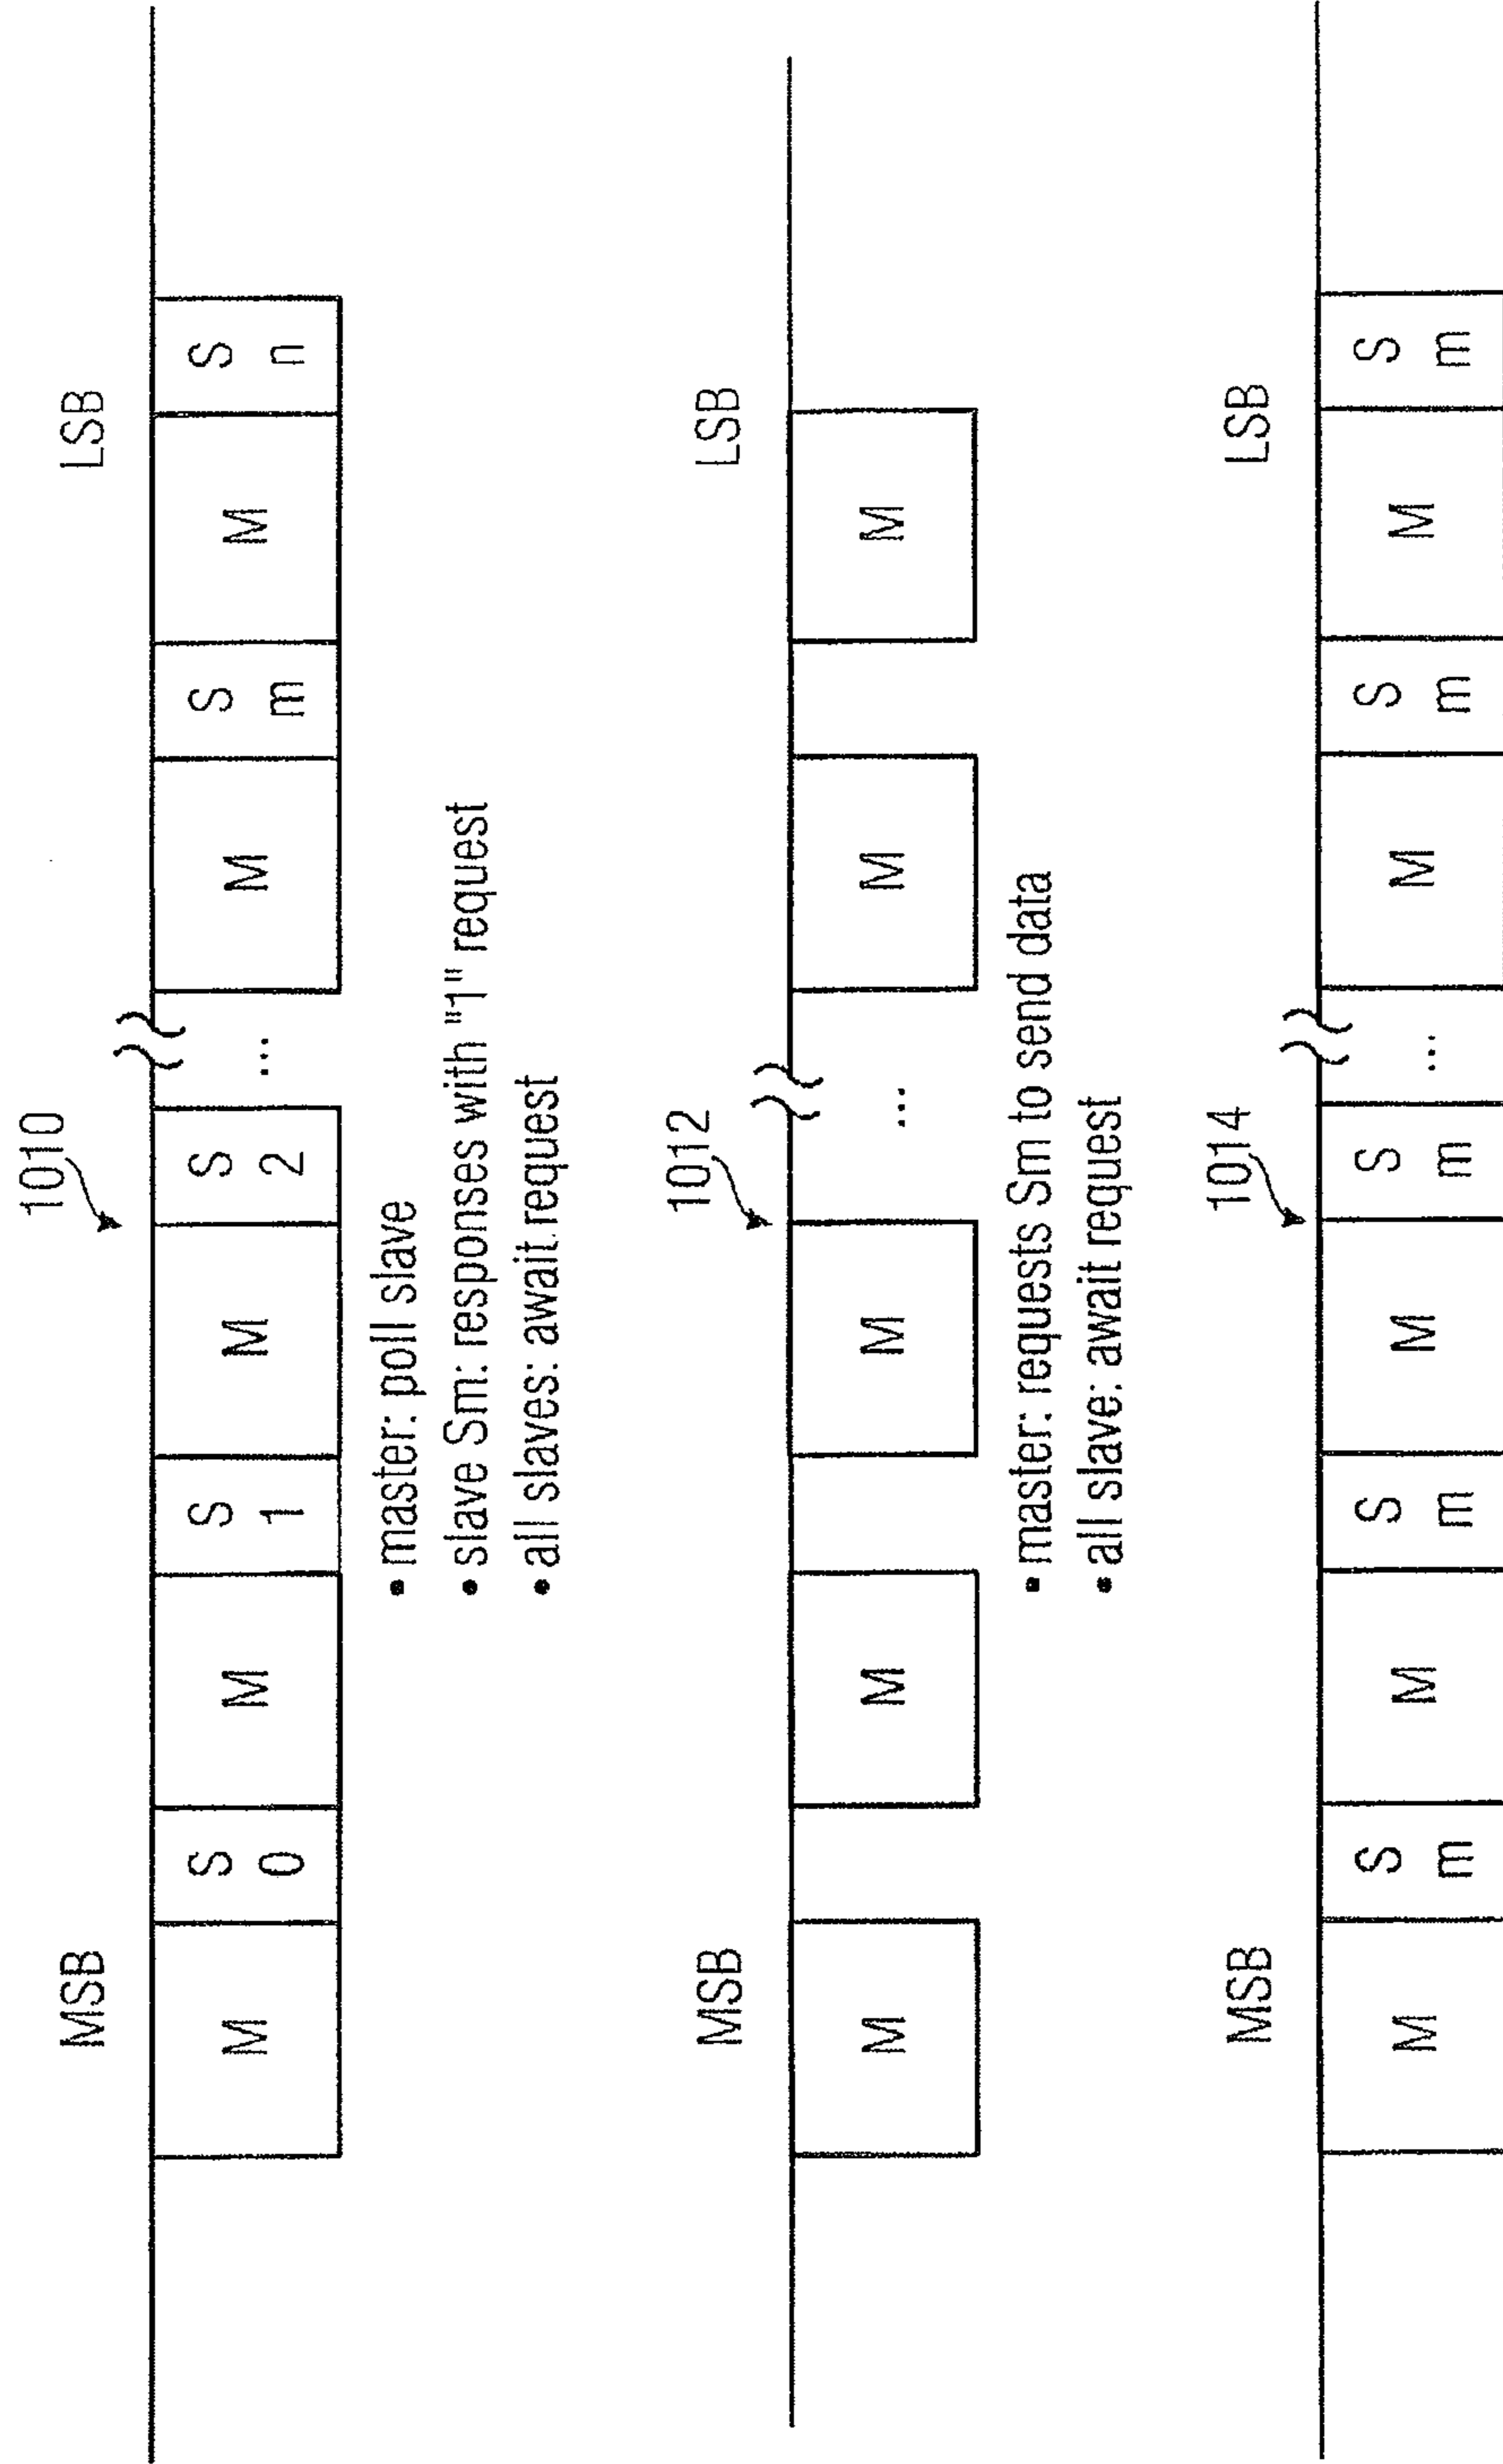 1010
MSB LSB
M S 0 M S 1 M S 2 ... M S m M S n
• master: poll slave
• slave Sm: responses with "1" request
• all slaves: await request
1012
MSB LSB
M M M ... M M
• master: requests Sm to send data
• all slave: await request
1014
MSB LSB
M S m M S m M S m ... M S m M S m